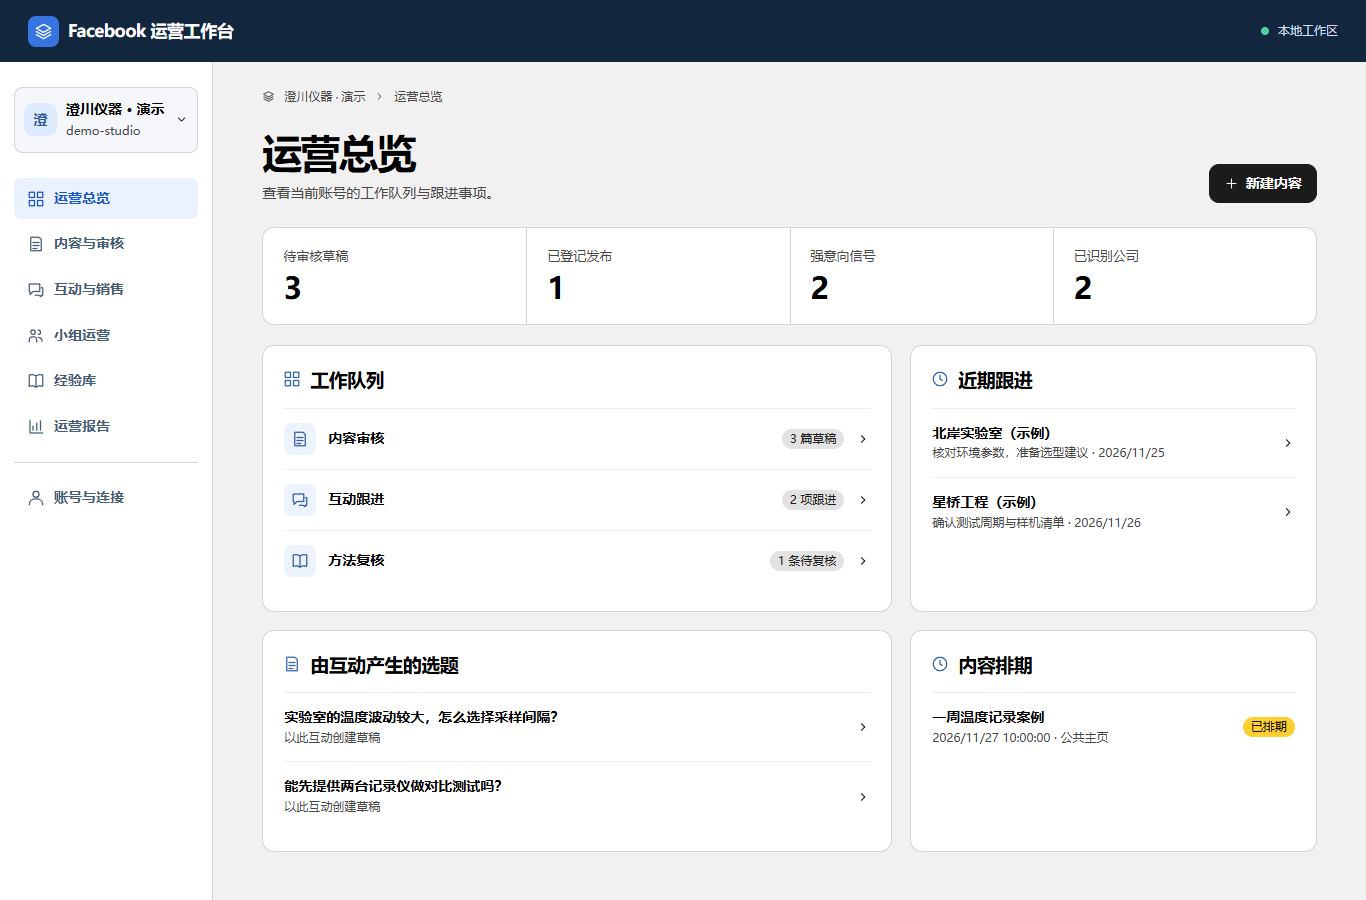 Facebook 运营工作台
本地工作区
澄
澄川仪器 • 演示
demo-studio
运营总览
内容与审核
互动与销售
小组运营
经验库
运营报告
账号与连接
澄川仪器 · 演示 › 运营总览
运营总览
查看当前账号的工作队列与跟进事项。
新建内容
待审核草稿
3
已登记发布
1
强意向信号
2
已识别公司
2
工作队列
内容审核
3 篇草稿
互动跟进
2 项跟进
方法复核
1 条待复核
近期跟进
北岸实验室（示例）
核对环境参数，准备选型建议 · 2026/11/25
星桥工程（示例）
确认测试周期与样机清单 · 2026/11/26
由互动产生的选题
实验室的温度波动较大，怎么选择采样间隔？
以此互动创建草稿
能先提供两台记录仪做对比测试吗？
以此互动创建草稿
内容排期
一周温度记录案例
2026/11/27 10:00:00 · 公共主页
已排期